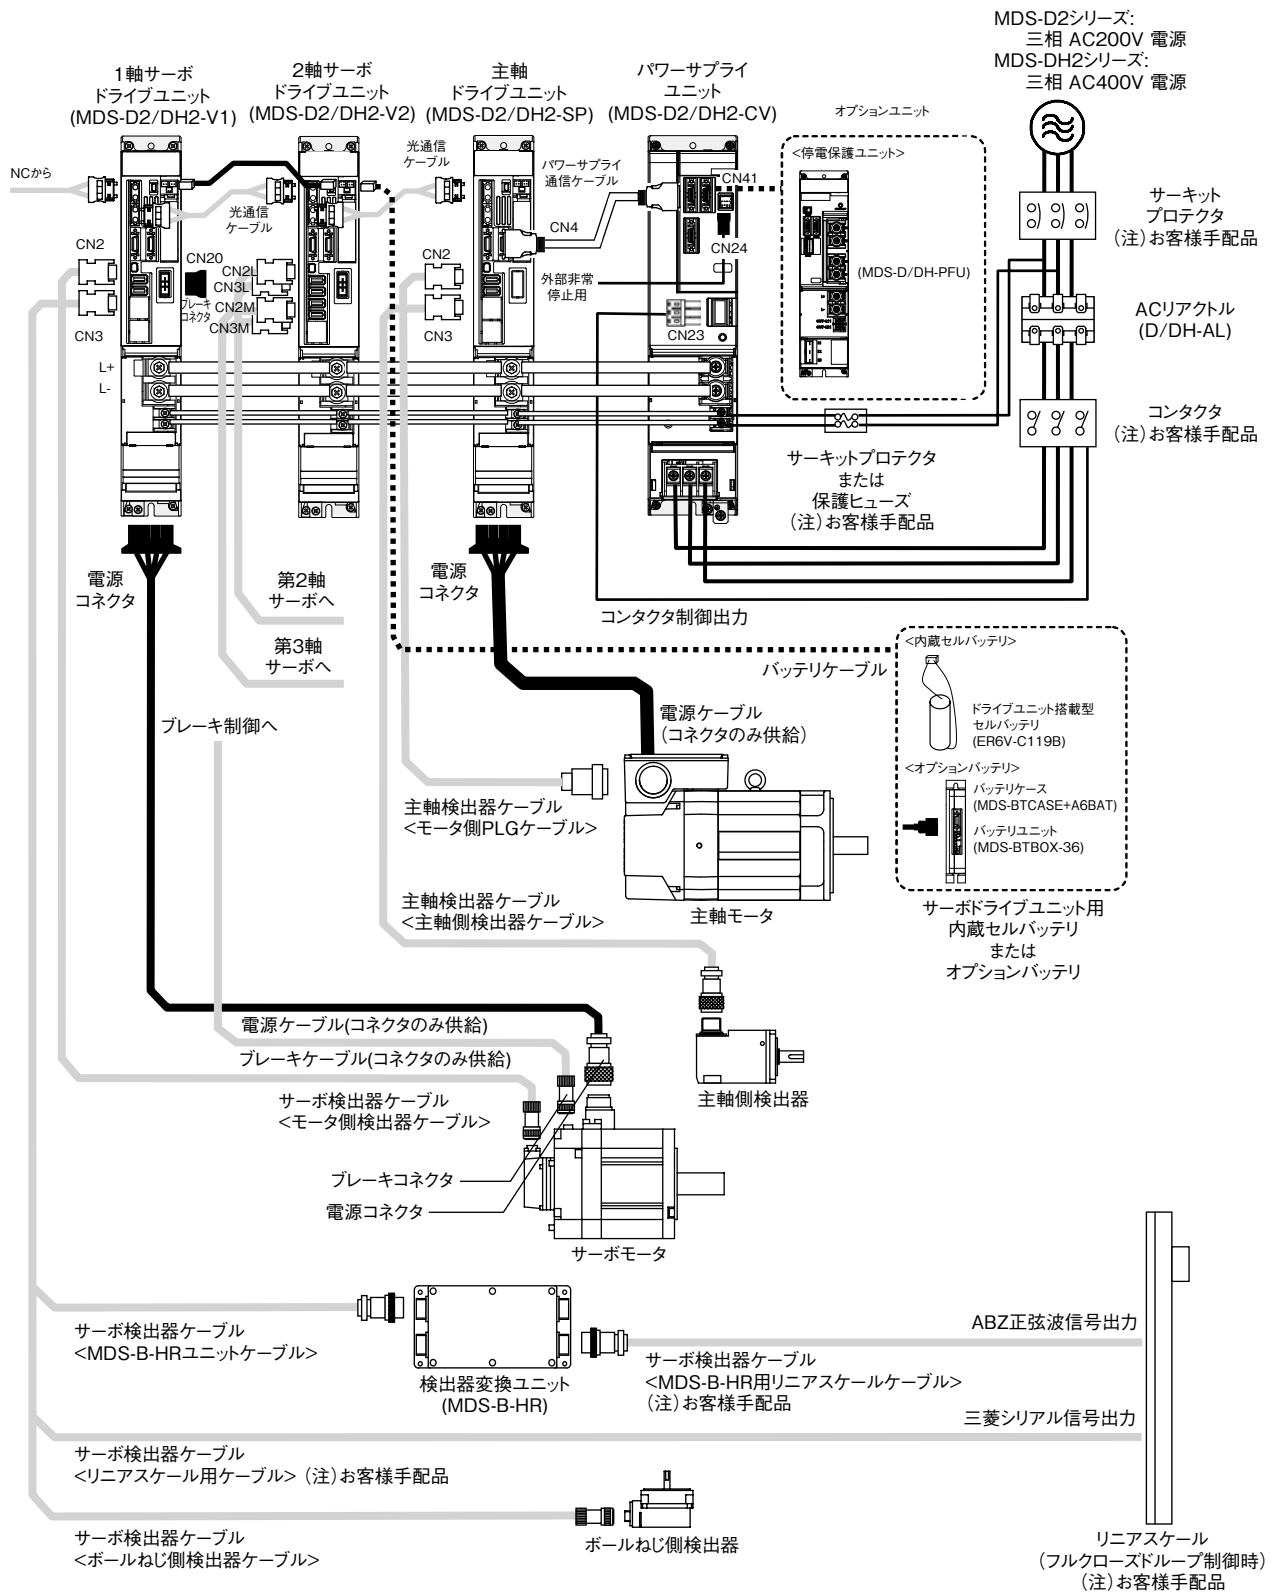 MDS-D2シリーズ:
三相 AC200V 電源
MDS-DH2シリーズ:
三相 AC400V 電源
1軸サーボ
ドライブユニット
(MDS-D2/DH2-V1)
2軸サーボ
ドライブユニット
(MDS-D2/DH2-V2)
主軸
ドライブユニット
(MDS-D2/DH2-SP)
パワーサプライ
ユニット
(MDS-D2/DH2-CV)
オプションユニット
<停電保護ユニット>
(MDS-D/DH-PFU)
NCから
光通信
ケーブル
光通信
ケーブル
パワーサプライ
通信ケーブル
CN41
CN4
CN24
外部非常
停止用
CN23
CN2
CN3
CN20
ブレーキ
コネクタ
CN2L
CN3L
CN2M
CN3M
CN2
CN3
L+
L-
サーキット
プロテクタ
(注)お客様手配品
ACリアクトル
(D/DH-AL)
コンタクタ
(注)お客様手配品
サーキットプロテクタ
または
保護ヒューズ
(注)お客様手配品
電源
コネクタ
第2軸
サーボへ
第3軸
サーボへ
電源
コネクタ
コンタクタ制御出力
バッテリケーブル
<内蔵セルバッテリ>
ドライブユニット搭載型
セルバッテリ
(ER6V-C119B)
<オプションバッテリ>
バッテリケース
(MDS-BTCASE+A6BAT)
バッテリユニット
(MDS-BTBOX-36)
サーボドライブユニット用
内蔵セルバッテリ
または
オプションバッテリ
ブレーキ制御へ
電源ケーブル
(コネクタのみ供給)
主軸検出器ケーブル
<モータ側PLGケーブル>
主軸モータ
主軸検出器ケーブル
<主軸側検出器ケーブル>
主軸側検出器
電源ケーブル(コネクタのみ供給)
ブレーキケーブル(コネクタのみ供給)
サーボ検出器ケーブル
<モータ側検出器ケーブル>
ブレーキコネクタ
電源コネクタ
サーボモータ
サーボ検出器ケーブル
<MDS-B-HRユニットケーブル>
検出器変換ユニット
(MDS-B-HR)
ABZ正弦波信号出力
サーボ検出器ケーブル
<MDS-B-HR用リニアスケールケーブル>
(注)お客様手配品
三菱シリアル信号出力
サーボ検出器ケーブル
<リニアスケール用ケーブル> (注)お客様手配品
サーボ検出器ケーブル
<ボールねじ側検出器ケーブル>
ボールねじ側検出器
リニアスケール
(フルクローズドループ制御時)
(注)お客様手配品